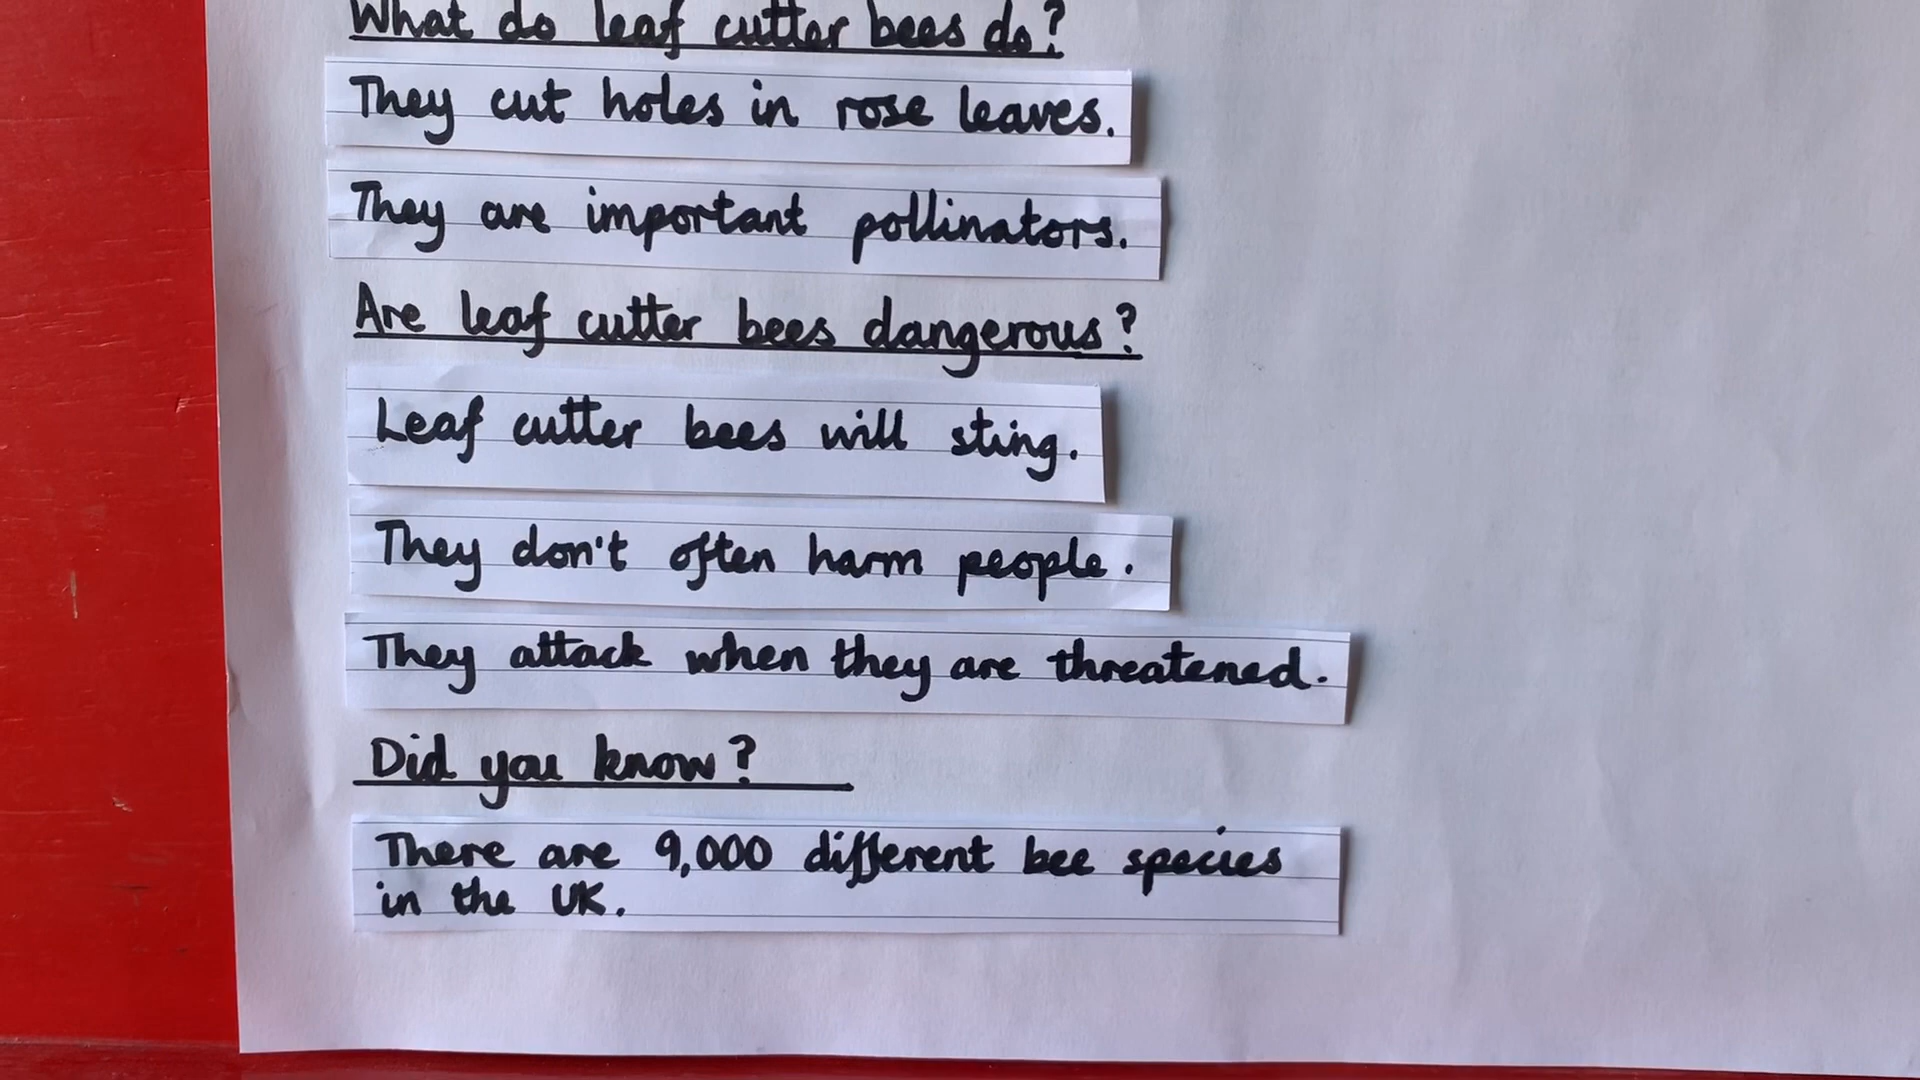 What do leaf cutter bees do?
They cut holes in rose leaves.
They are important pollinators.
Are leaf cutter bees dangerous?
Leaf cutter bees will sting.
They don't often harm people.
They attack when they are threatened.
Did you know?
There are 9,000 different bee species
in the UK.